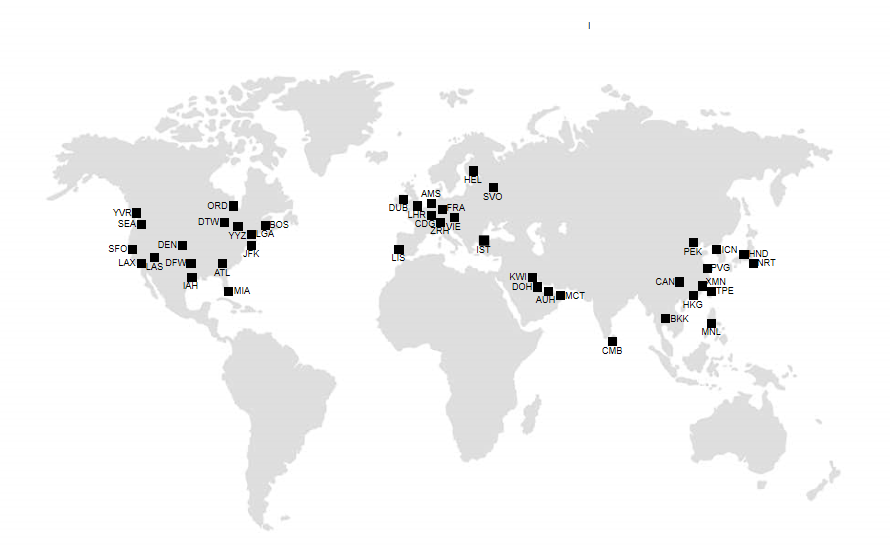 I
HEL
SVO
AMS
DUB
LHR
FRA
CDG
VIE
ZRH
IST
LIS
YVR
SEA
ORD
DTW
YYZ
LGA
BOS
JFK
SFO
DEN
LAX
LAS
DFW
ATL
IAH
MIA
KWI
DOH
AUH
MCT
CMB
PEK
ICN
HND
NRT
PVG
CAN
XMN
TPE
HKG
BKK
MNL